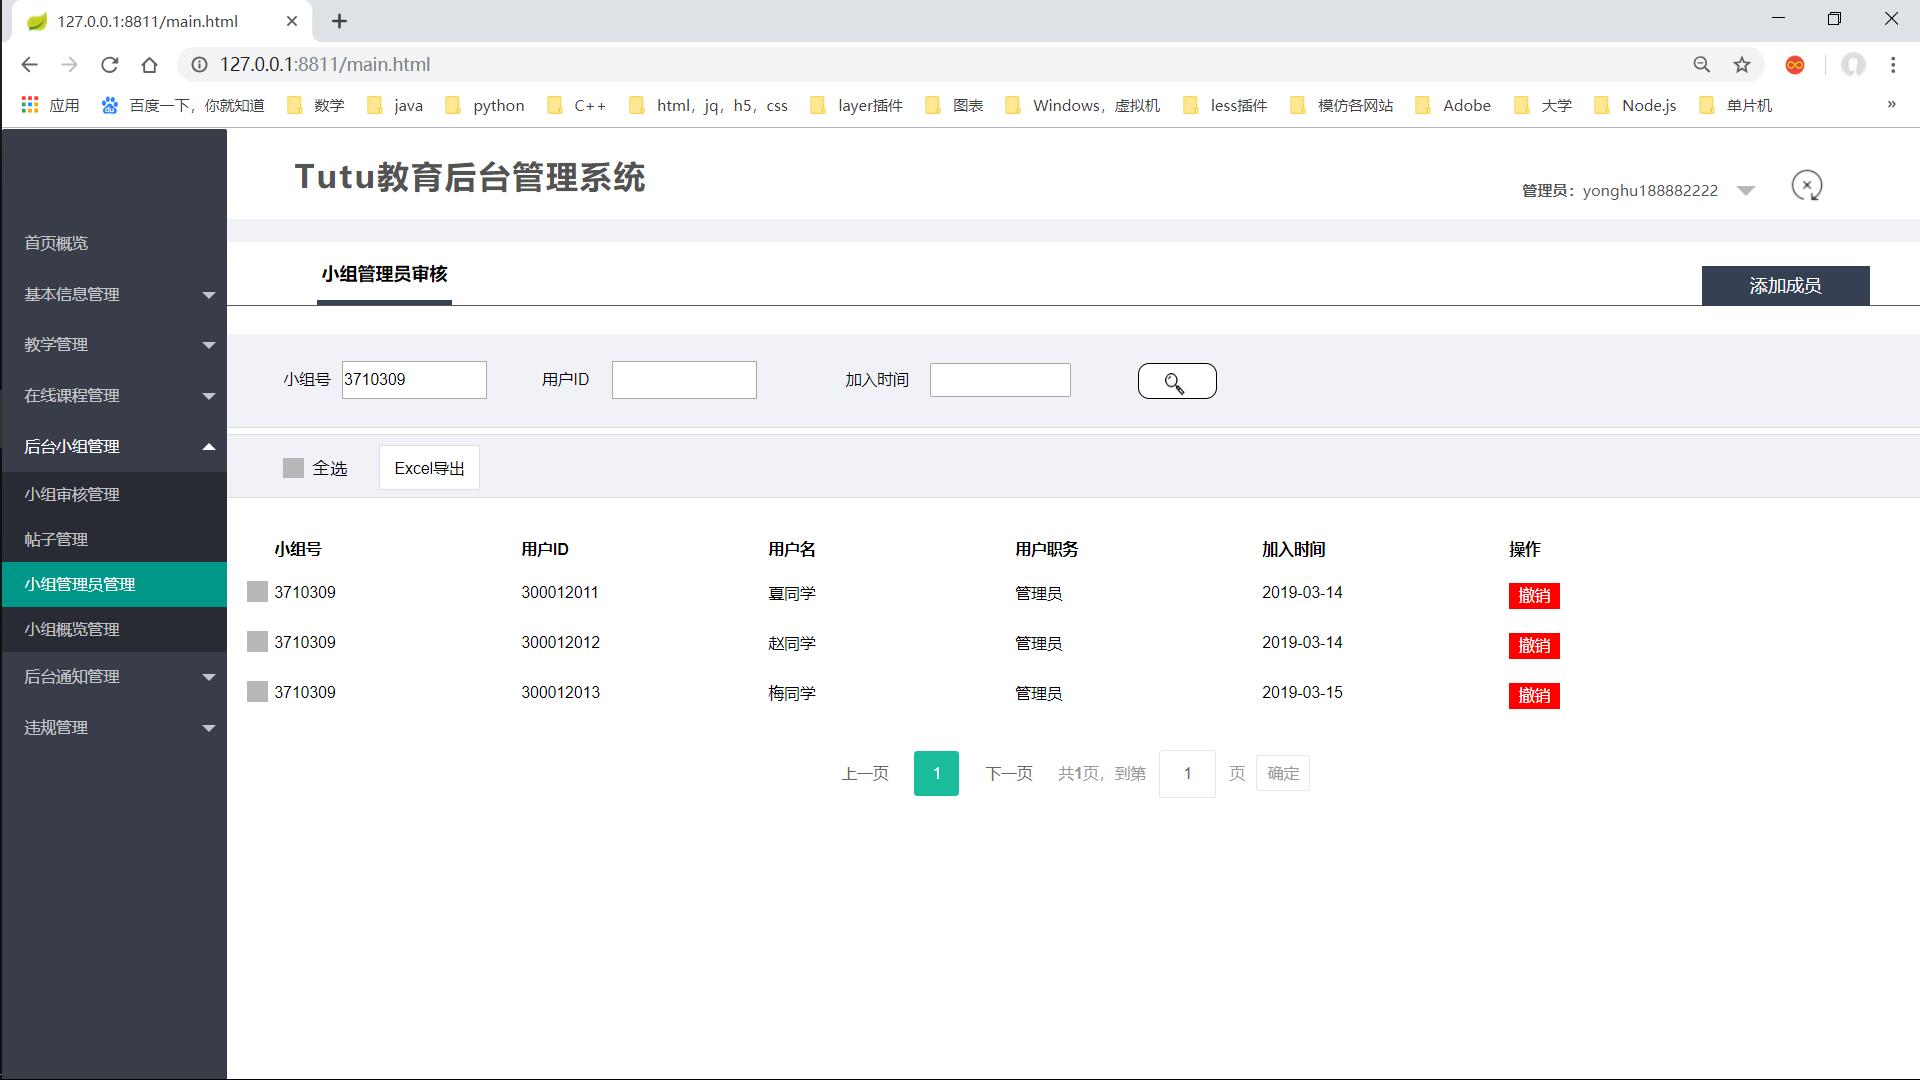 127.0.0.1:8811/main.html
127.0.0.1:8811/main.html
应用 百度一下，你就知道 数学 java python C++ html，jq，h5，css layer插件 图表 Windows，虚拟机 less插件 模仿各网站 Adobe 大学 Node.js 单片机 »
Tutu教育后台管理系统
管理员：yonghu188882222
首页概览
基本信息管理
教学管理
在线课程管理
后台小组管理
小组审核管理
帖子管理
小组管理员管理
小组概览管理
后台通知管理
违规管理
小组管理员审核
添加成员
小组号 3710309 用户ID 加入时间
全选 Excel导出
小组号 用户ID 用户名 用户职务 加入时间 操作
3710309 300012011 夏同学 管理员 2019-03-14 撤销
3710309 300012012 赵同学 管理员 2019-03-14 撤销
3710309 300012013 梅同学 管理员 2019-03-15 撤销
上一页 1 下一页 共1页，到第 1 页 确定